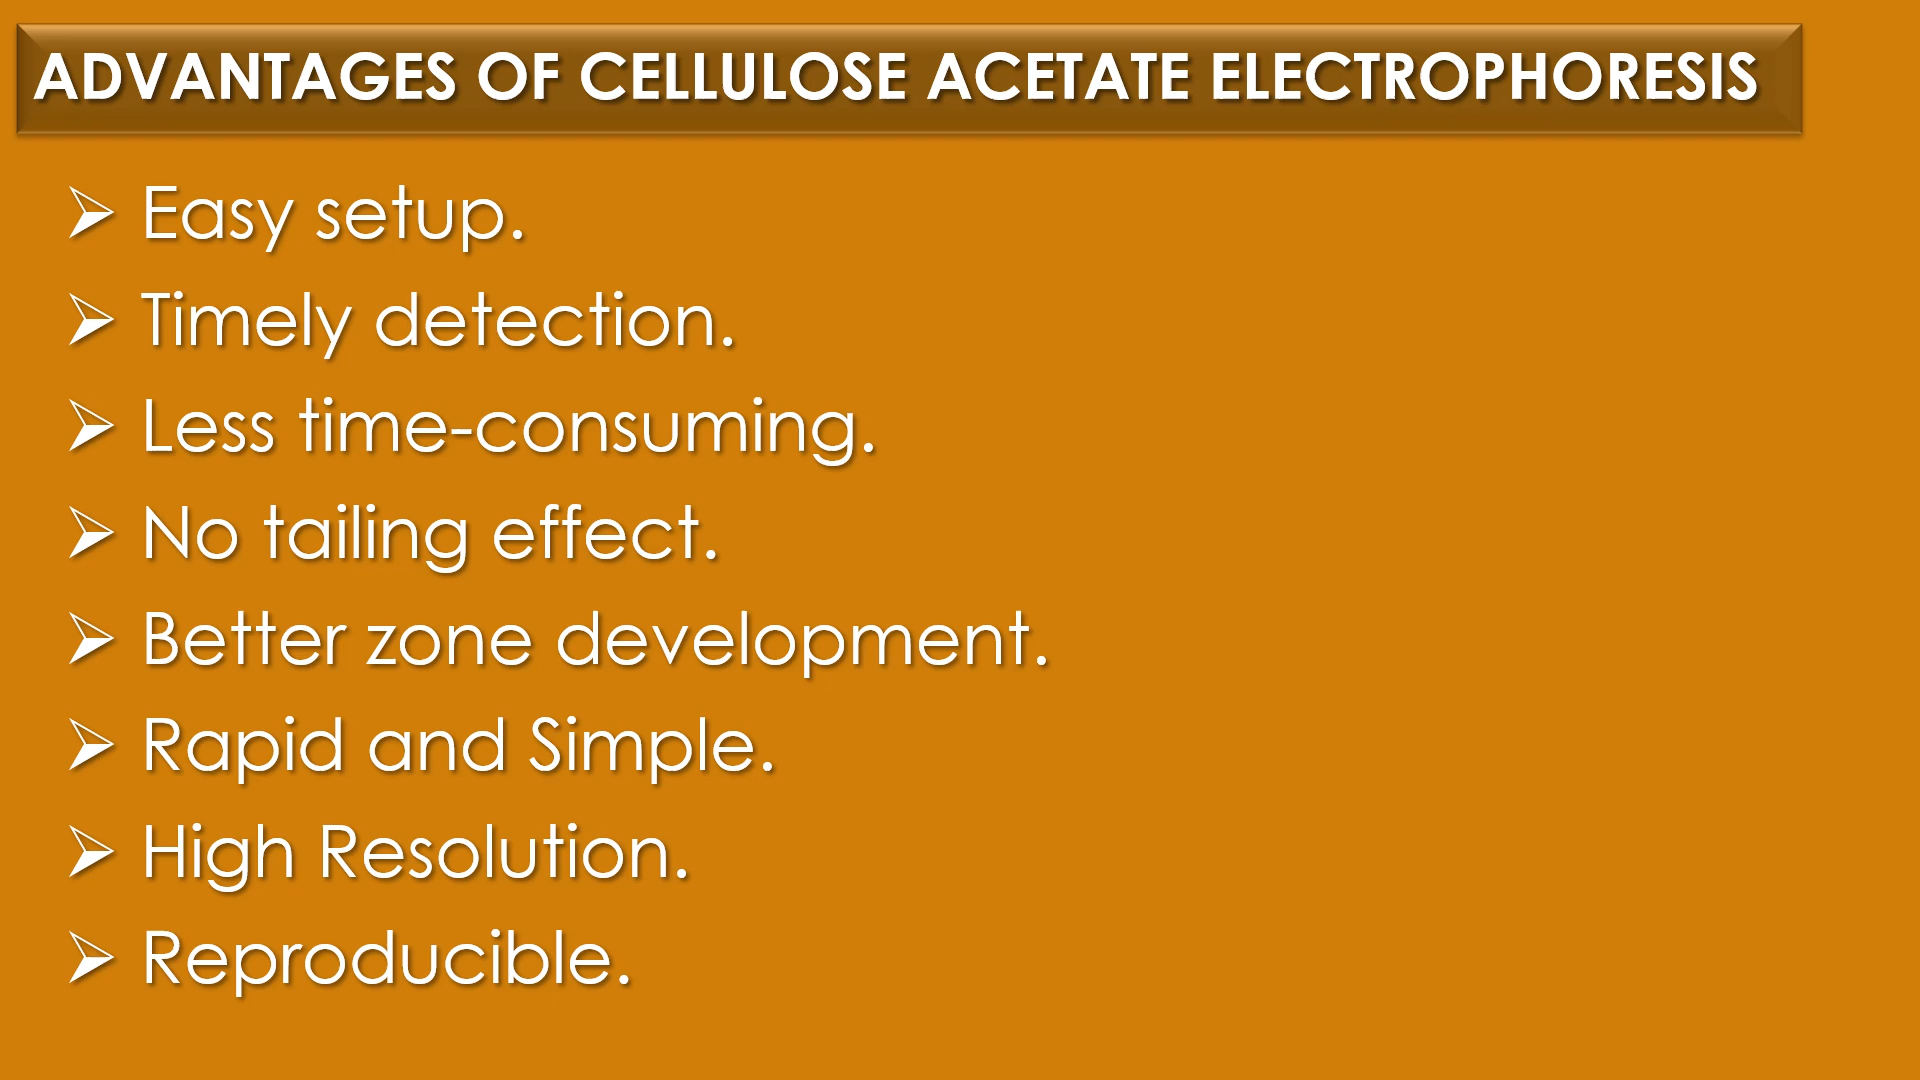 ADVANTAGES OF CELLULOSE ACETATE ELECTROPHORESIS
➢ Easy setup.
➢ Timely detection.
➢ Less time-consuming.
➢ No tailing effect.
➢ Better zone development.
➢ Rapid and Simple.
➢ High Resolution.
➢ Reproducible.